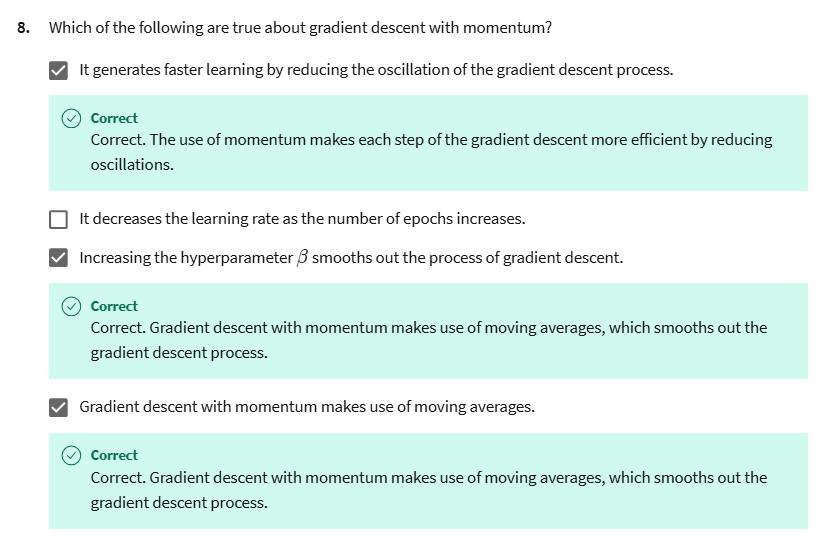 8. Which of the following are true about gradient descent with momentum?
It generates faster learning by reducing the oscillation of the gradient descent process.
Correct
Correct. The use of momentum makes each step of the gradient descent more efficient by reducing
oscillations.
It decreases the learning rate as the number of epochs increases.
Increasing the hyperparameter β smooths out the process of gradient descent.
Correct
Correct. Gradient descent with momentum makes use of moving averages, which smooths out the
gradient descent process.
Gradient descent with momentum makes use of moving averages.
Correct
Correct. Gradient descent with momentum makes use of moving averages, which smooths out the
gradient descent process.